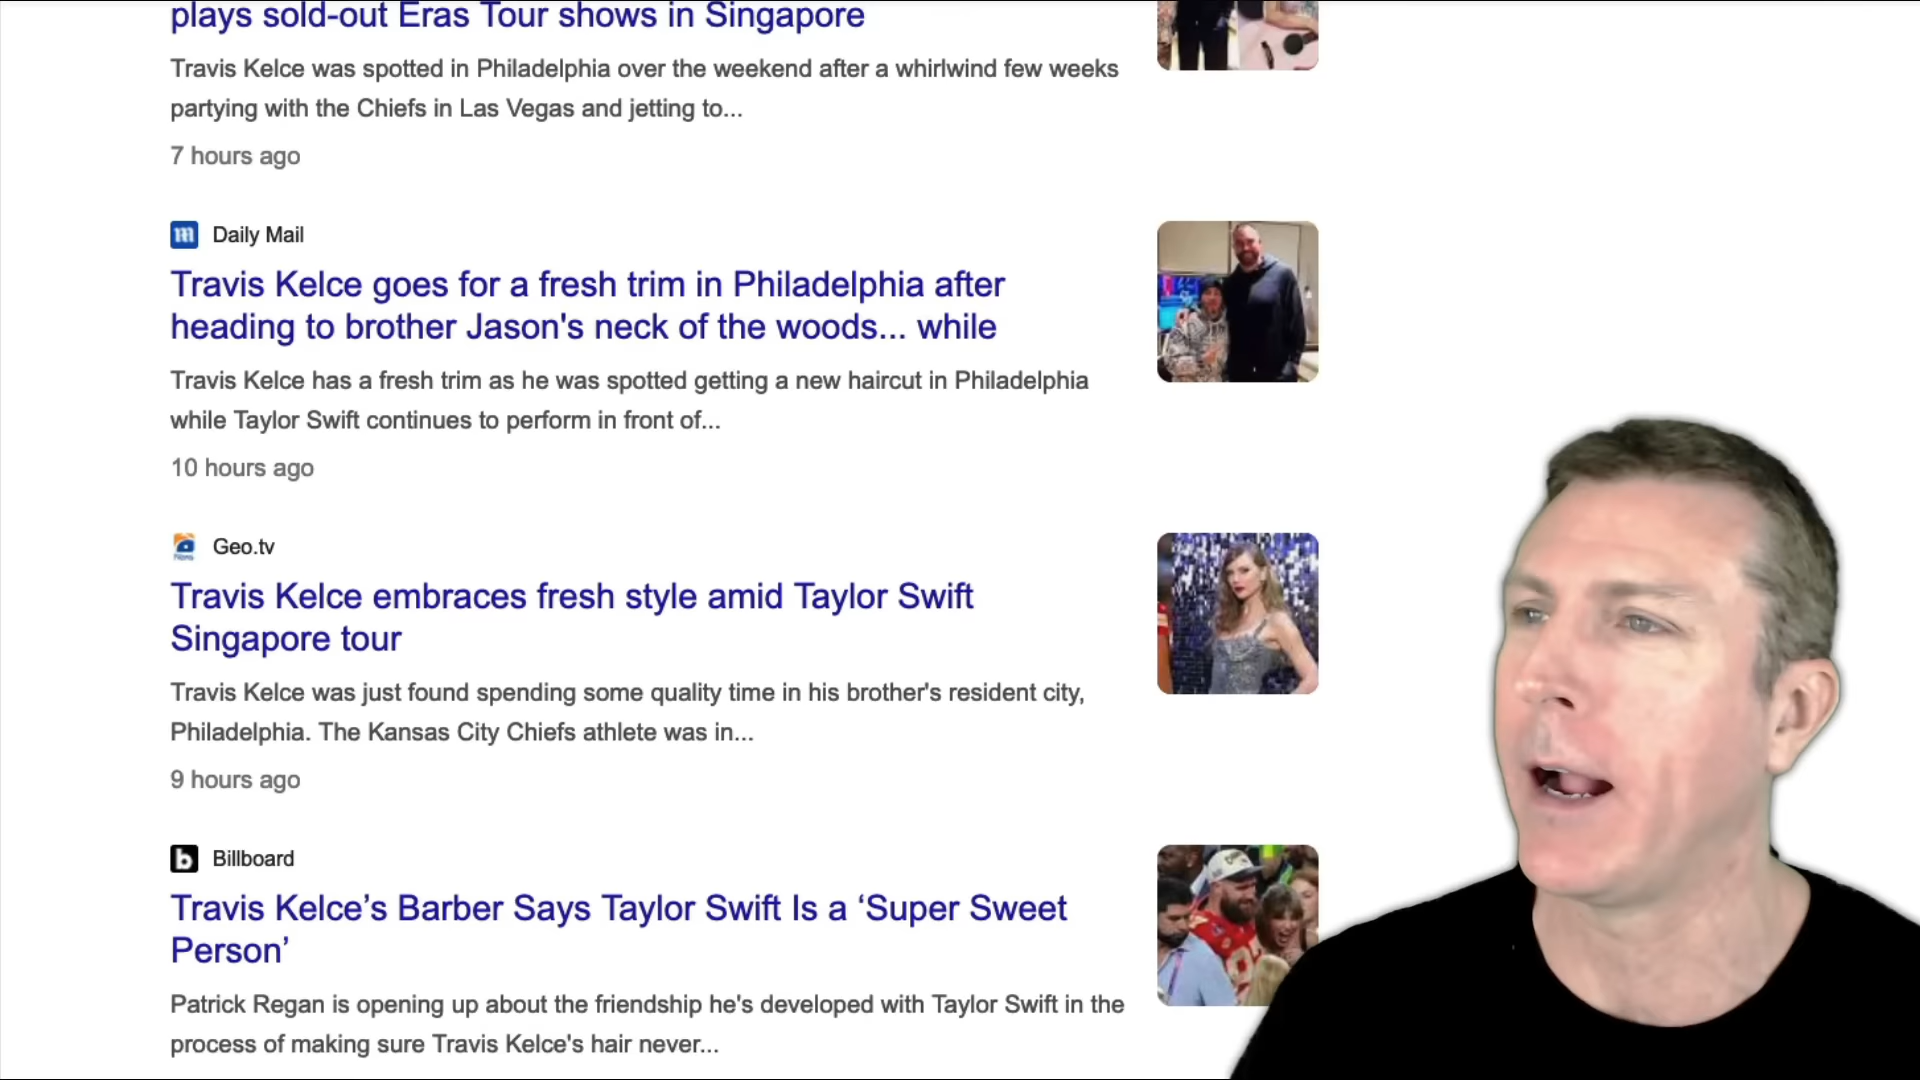 plays sold-out Eras Tour shows in Singapore
Travis Kelce was spotted in Philadelphia over the weekend after a whirlwind few weeks
partying with the Chiefs in Las Vegas and jetting to...
7 hours ago
m Daily Mail
Travis Kelce goes for a fresh trim in Philadelphia after
heading to brother Jason's neck of the woods... while
Travis Kelce has a fresh trim as he was spotted getting a new haircut in Philadelphia
while Taylor Swift continues to perform in front of...
10 hours ago
Geo.tv
Travis Kelce embraces fresh style amid Taylor Swift
Singapore tour
Travis Kelce was just found spending some quality time in his brother's resident city,
Philadelphia. The Kansas City Chiefs athlete was in...
9 hours ago
b Billboard
Travis Kelce’s Barber Says Taylor Swift Is a ‘Super Sweet
Person’
Patrick Regan is opening up about the friendship he's developed with Taylor Swift in the
process of making sure Travis Kelce's hair never...